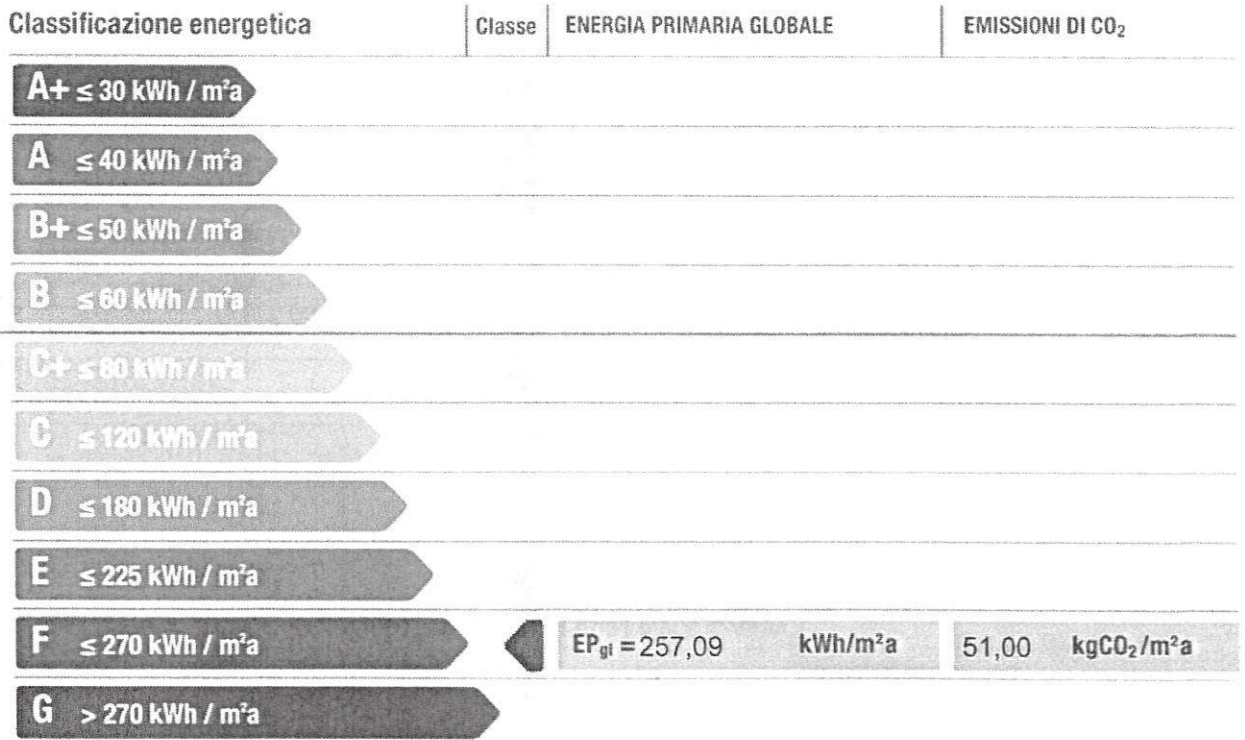 Classificazione energetica Classe ENERGIA PRIMARIA GLOBALE EMISSIONI DI CO₂
A+ ≤ 30 kWh / m²a
A ≤ 40 kWh / m²a
B+ ≤ 50 kWh / m²a
B ≤ 60 kWh / m²a
C+ ≤ 80 kWh / m²a
C ≤ 120 kWh / m²a
D ≤ 180 kWh / m²a
E ≤ 225 kWh / m²a
F ≤ 270 kWh / m²a EPgl = 257,09 kWh/m²a 51,00 kgCO₂/m²a
G > 270 kWh / m²a